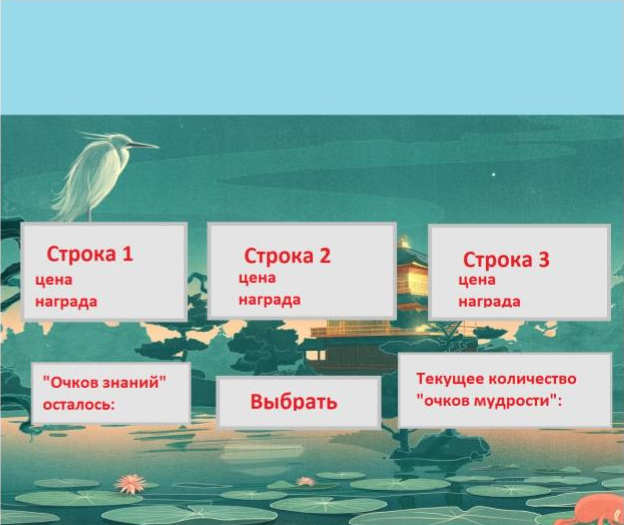 Строка 1
цена
награда
Строка 2
цена
награда
Строка 3
цена
награда
"Очков знаний"
осталось:
Выбрать
Текущее количество
"очков мудрости":